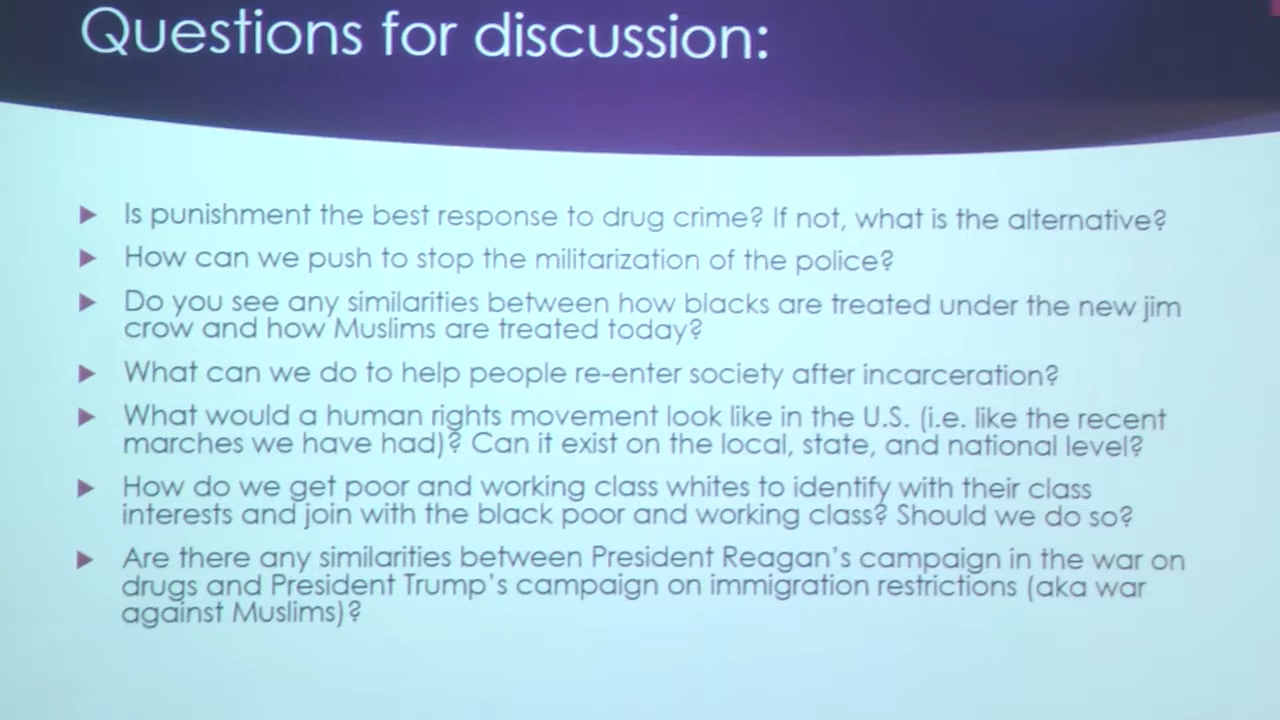 Questions for discussion:
Is punishment the best response to drug crime? If not, what is the alternative?
How can we push to stop the militarization of the police?
Do you see any similarities between how blacks are treated under the new jim
crow and how Muslims are treated today?
What can we do to help people re-enter society after incarceration?
What would a human rights movement look like in the U.S. (i.e. like the recent
marches we have had)? Can it exist on the local, state, and national level?
How do we get poor and working class whites to identify with their class
interests and join with the black poor and working class? Should we do so?
Are there any similarities between President Reagan's campaign in the war on
drugs and President Trump's campaign on immigration restrictions (aka war
against Muslims)?